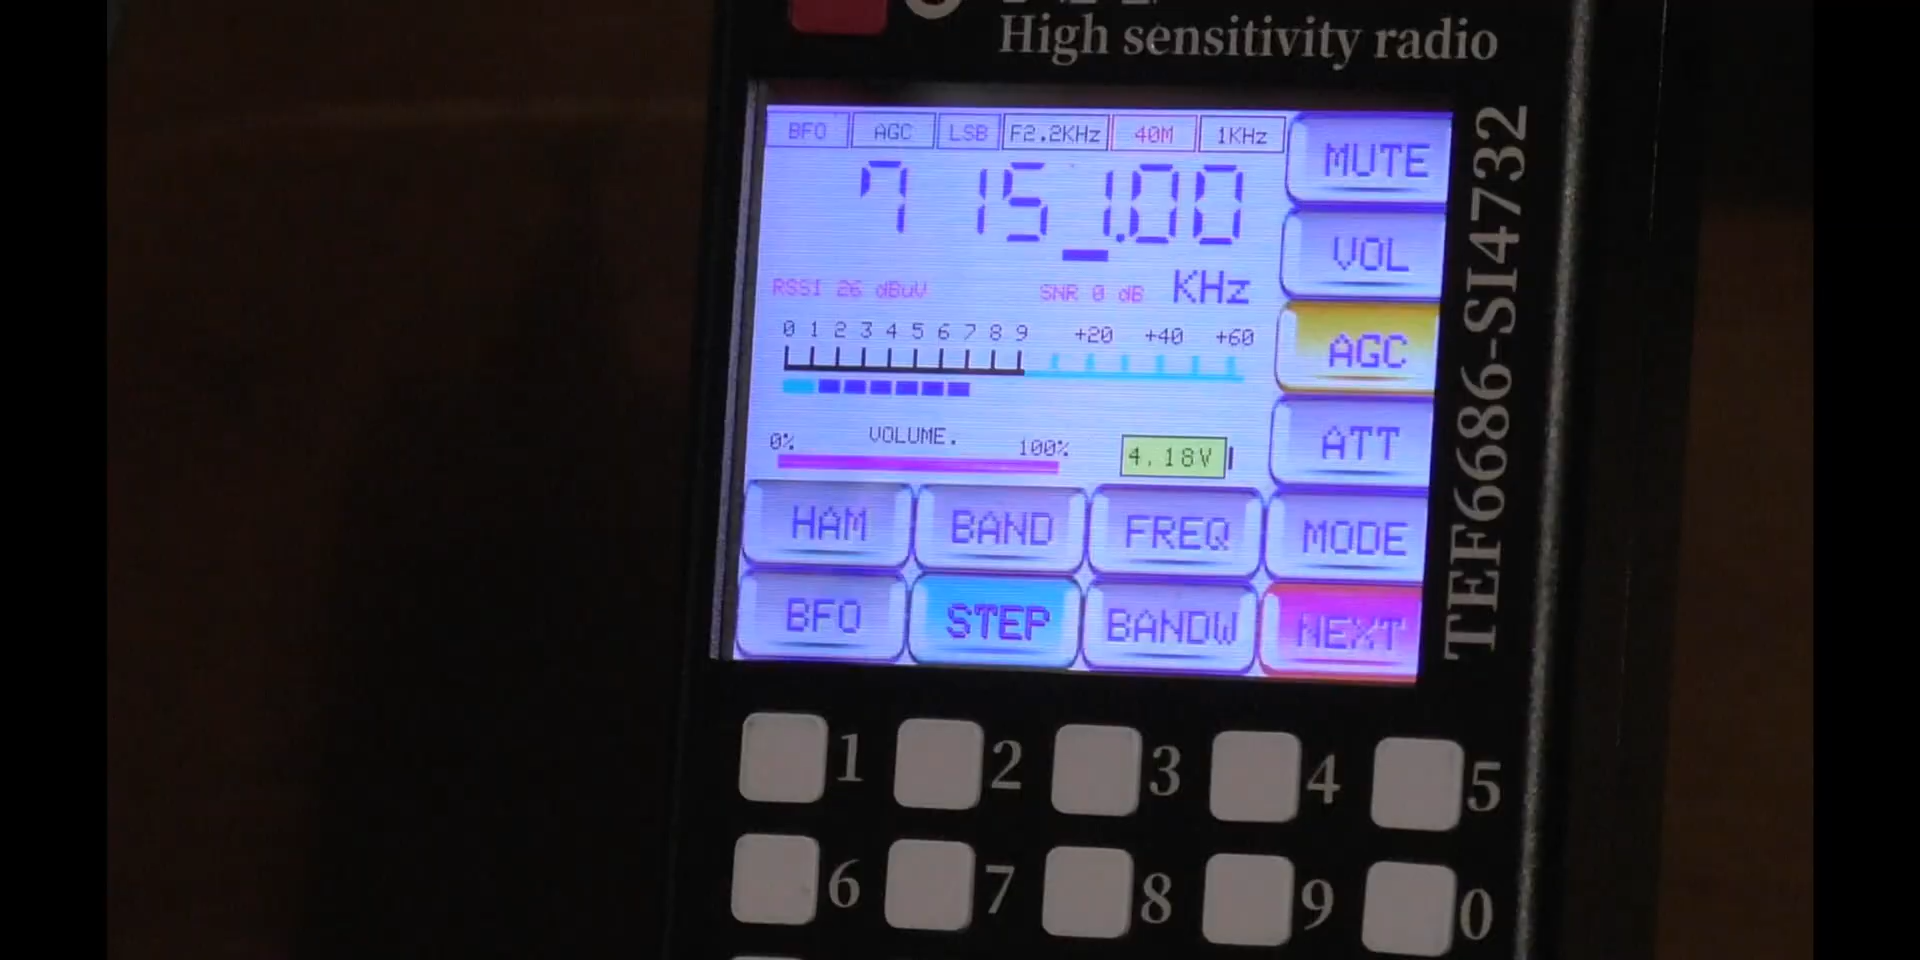 High sensitivity radio
BFO AGC LSB F2.2KHz 40M 1KHz
MUTE
7 151.00
VOL
RSSI 26 dBuV SNR 0 dB KHz
0 1 2 3 4 5 6 7 8 9 +20 +40 +60
AGC
0% VOLUME. 100% 4.18V
ATT
HAM BAND FREQ MODE
BFO STEP BANDW NEXT
TEF6686-SI4732
1 2 3 4 5
6 7 8 9 0